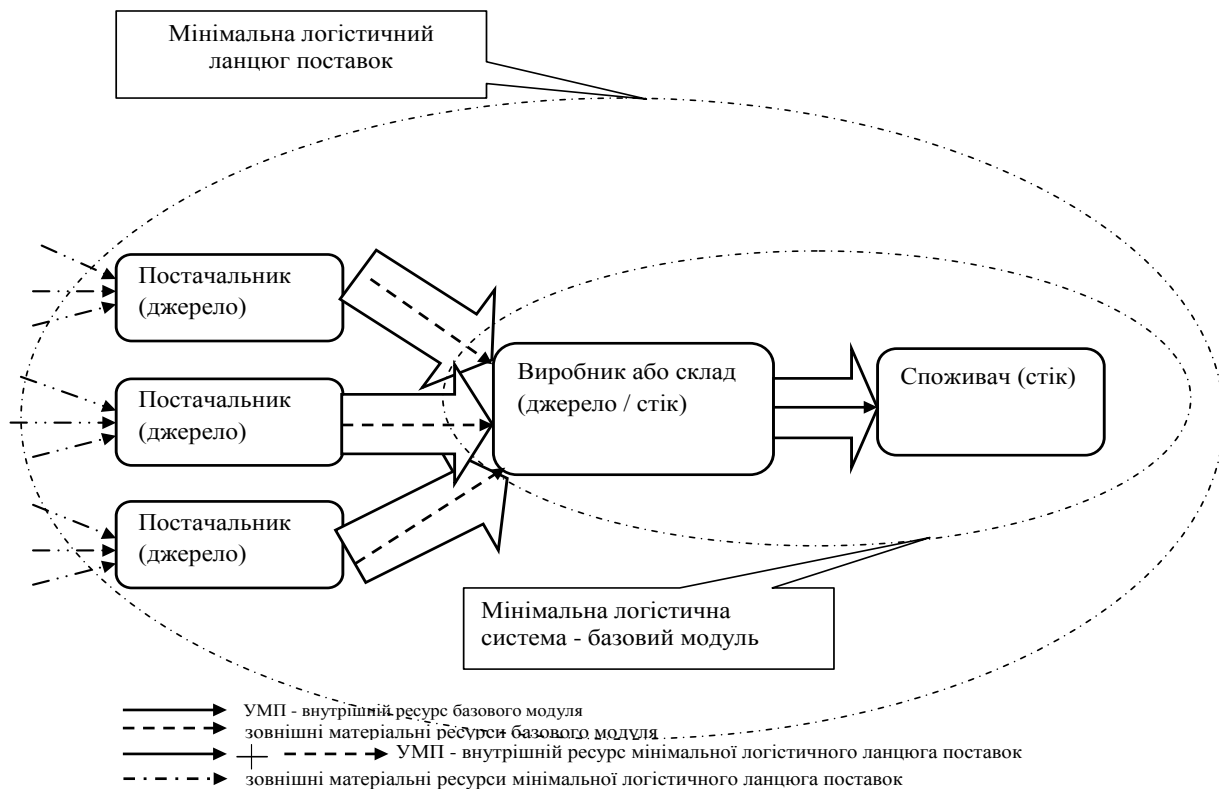 Мінімальна логістичний
ланцюг поставок
Постачальник
(джерело)
Постачальник
(джерело)
Постачальник
(джерело)
Виробник або склад
(джерело / стік)
Споживач (стік)
Мінімальна логістична
система - базовий модуль
УМП - внутрішній ресурс базового модуля
зовнішні матеріальні ресурси базового модуля
УМП - внутрішній ресурс мінімальної логістичного ланцюга поставок
зовнішні матеріальні ресурси мінімальної логістичного ланцюга поставок